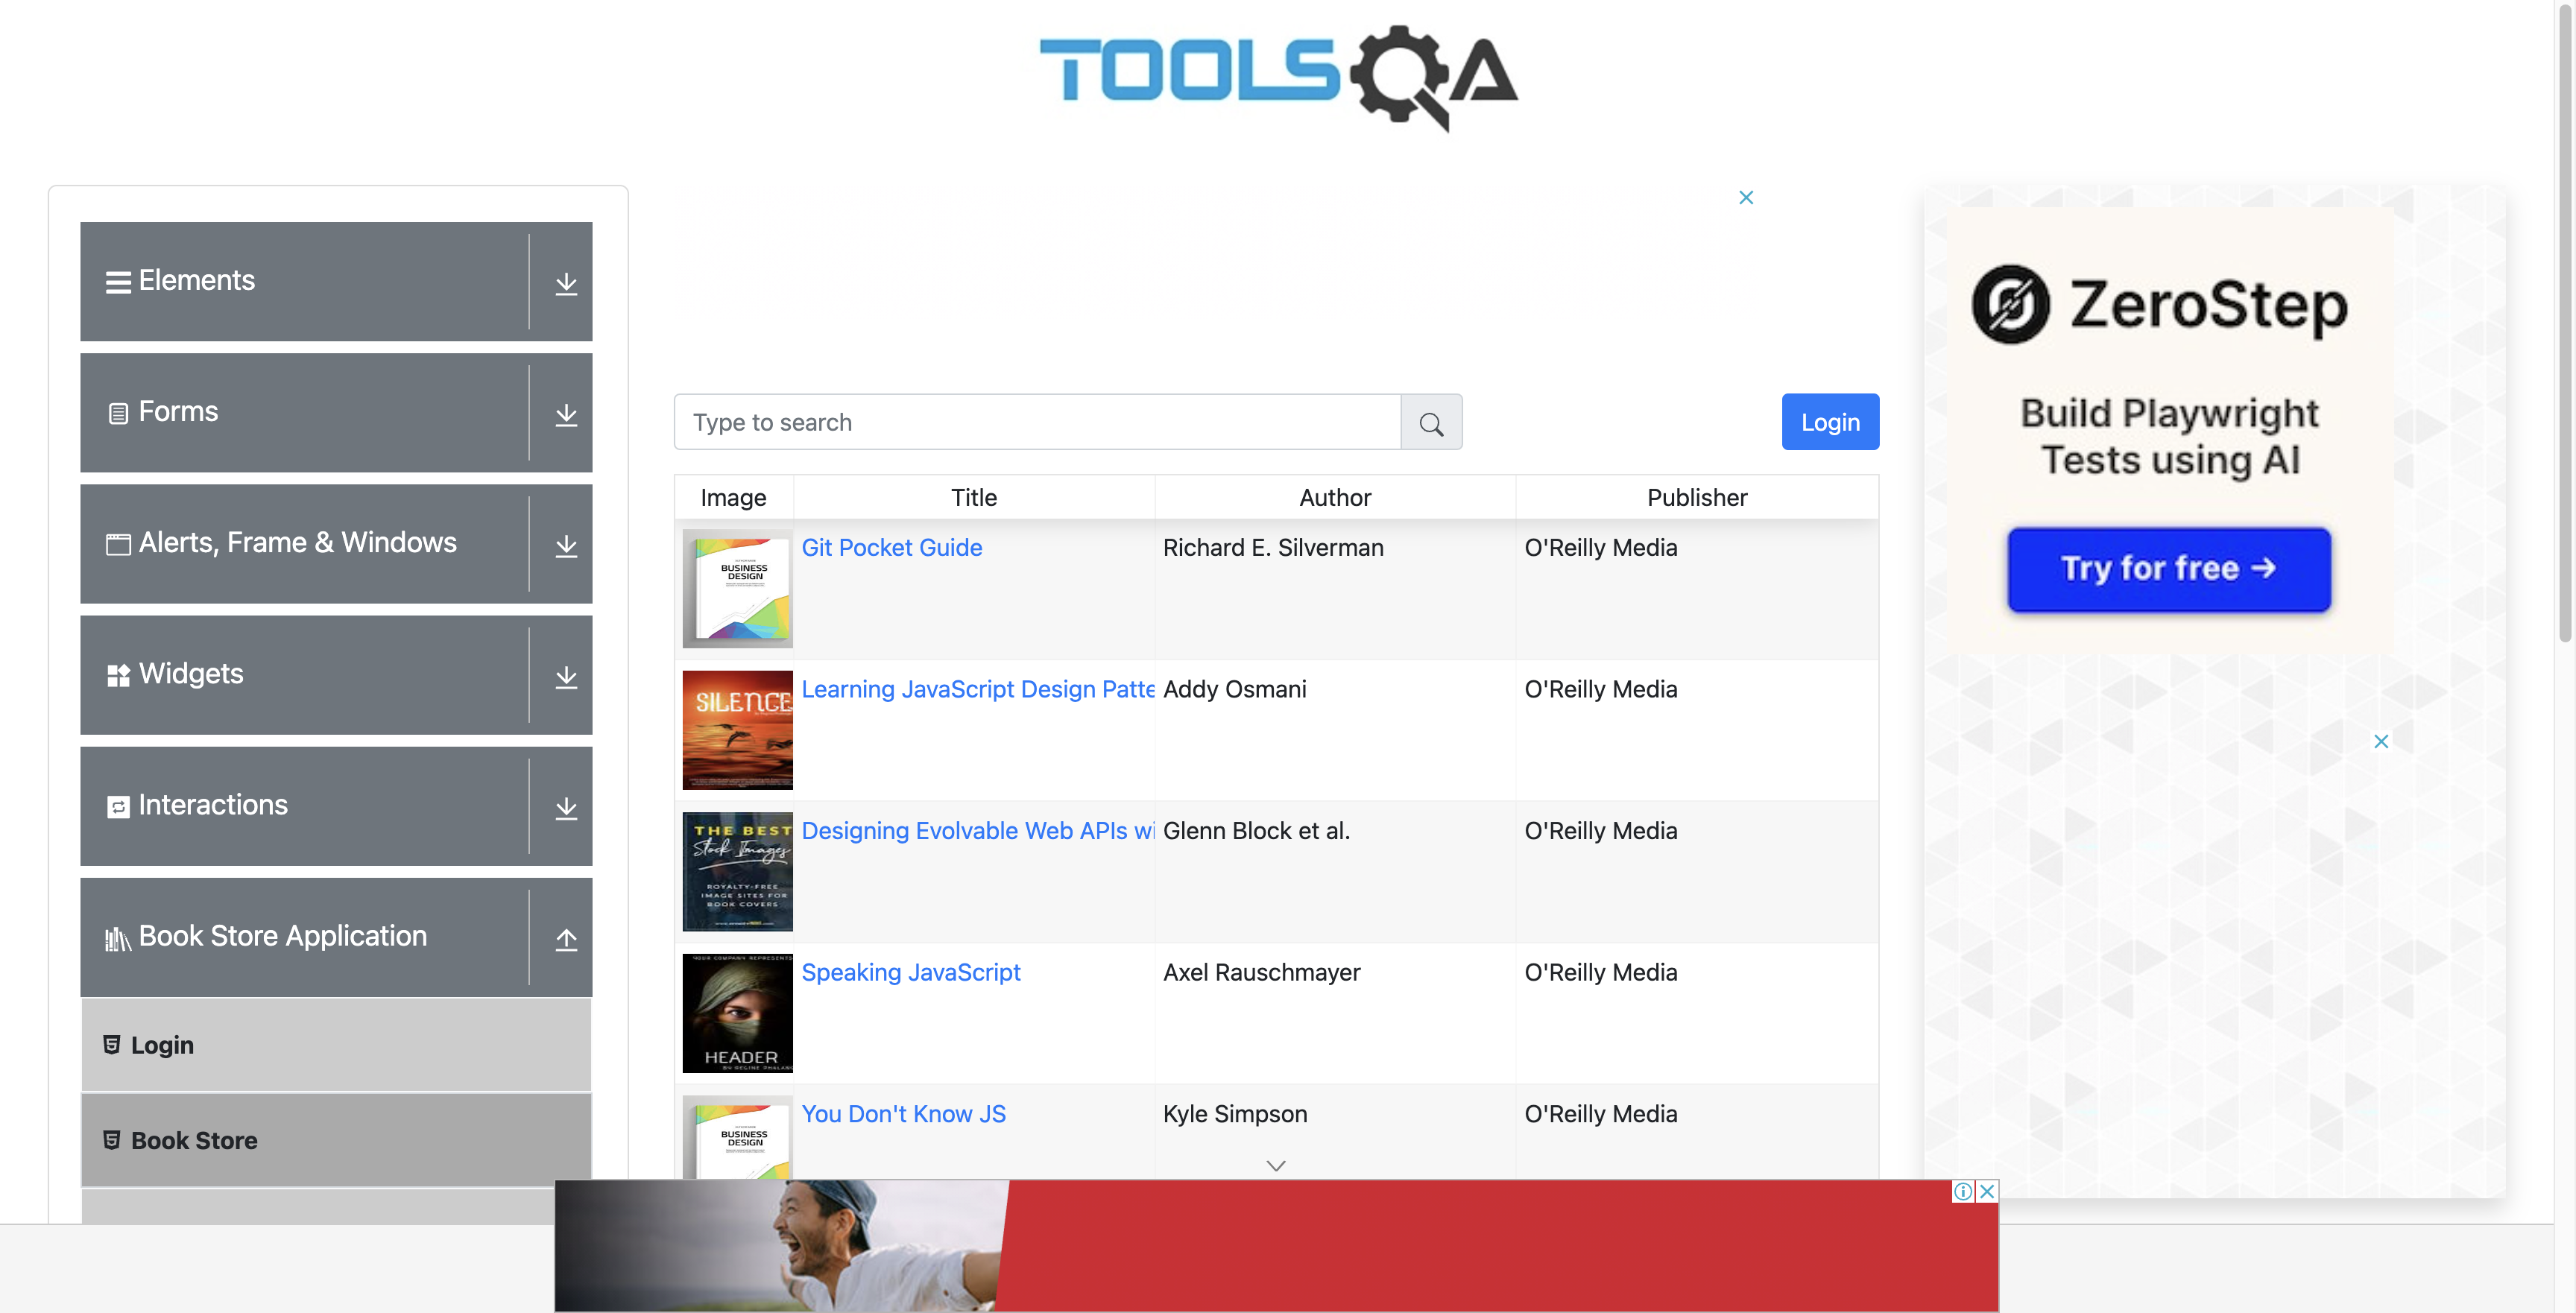 TOOLSQA
Elements
Forms
Alerts, Frame & Windows
Widgets
Interactions
Book Store Application
Login
Book Store
Type to search
Login
Image Title Author Publisher
BUSINESS
DESIGN
Git Pocket Guide Richard E. Silverman O'Reilly Media
SILENCE
Learning JavaScript Design Patte Addy Osmani O'Reilly Media
THE BEST
Stock Images
ROYALTY-FREE
IMAGE SITES FOR
BOOK COVERS
Designing Evolvable Web APIs wi Glenn Block et al. O'Reilly Media
YOUR COMPANY REPRESENTS
HEADER
Speaking JavaScript Axel Rauschmayer O'Reilly Media
BUSINESS
DESIGN
You Don't Know JS Kyle Simpson O'Reilly Media
ZeroStep
Build Playwright
Tests using AI
Try for free →